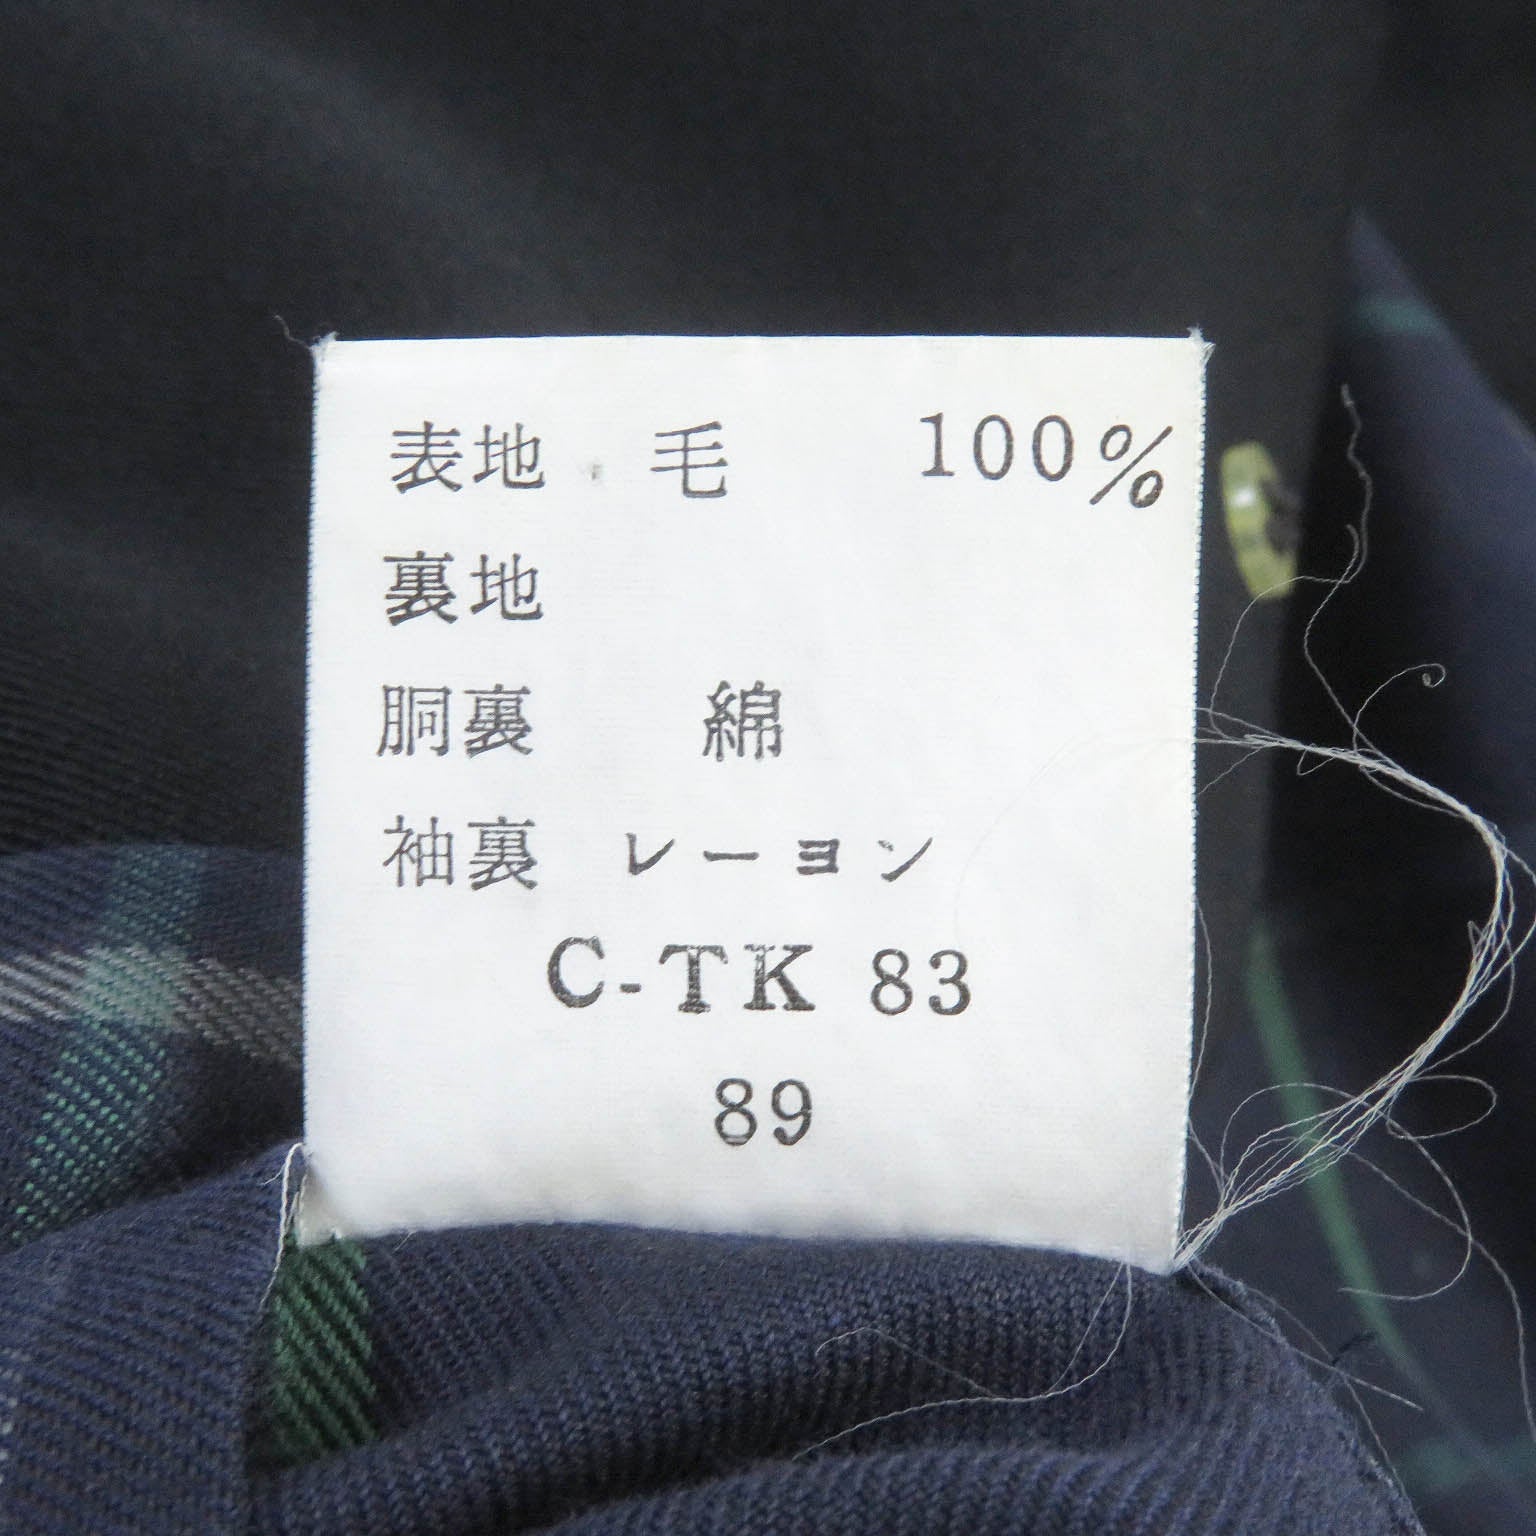 表地 毛 100%
裏地
胴裏 綿
袖裏 レーヨン
C-TK 83
89